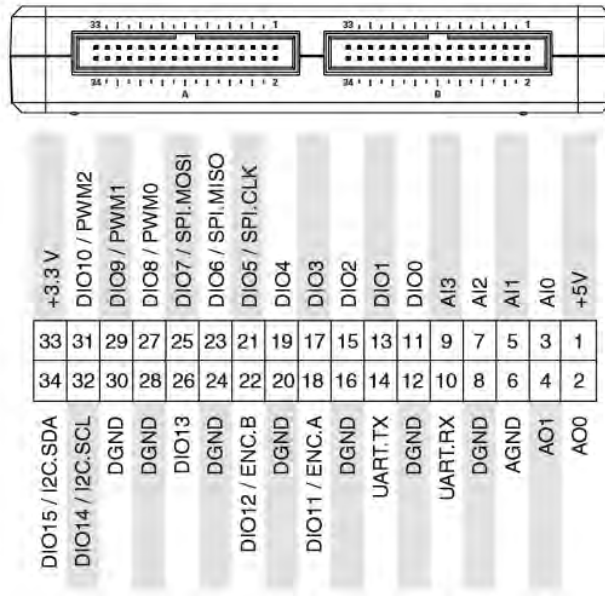 33 1 33 1
34 2 34 2
A B
+3.3 V DIO10 / PWM2 DIO9 / PWM1 DIO8 / PWM0 DIO7 / SPI.MOSI DIO6 / SPI.MISO DIO5 / SPI.CLK DIO4 DIO3 DIO2 DIO1 DIO0 AI3 AI2 AI1 AI0 +5V
33 31 29 27 25 23 21 19 17 15 13 11 9 7 5 3 1
34 32 30 28 26 24 22 20 18 16 14 12 10 8 6 4 2
DIO15 / I2C.SDA DIO14 / I2C.SCL DGND DGND DIO13 DGND DIO12 / ENC.B DGND DIO11 / ENC.A DGND UART.TX DGND UART.RX DGND AGND AO1 AO0